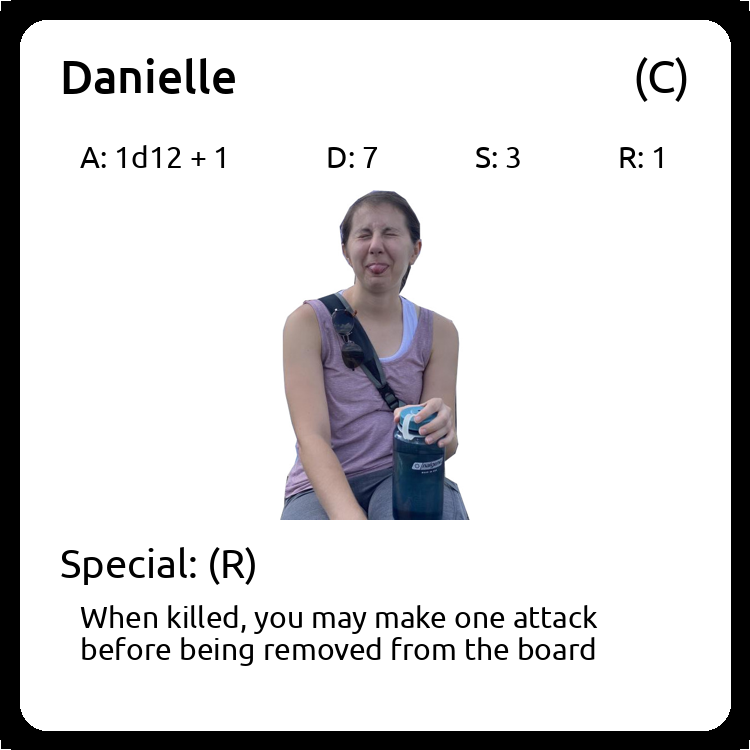 Danielle (C)
A: 1d12 + 1 D: 7 S: 3 R: 1
Special: (R)
When killed, you may make one attack
before being removed from the board